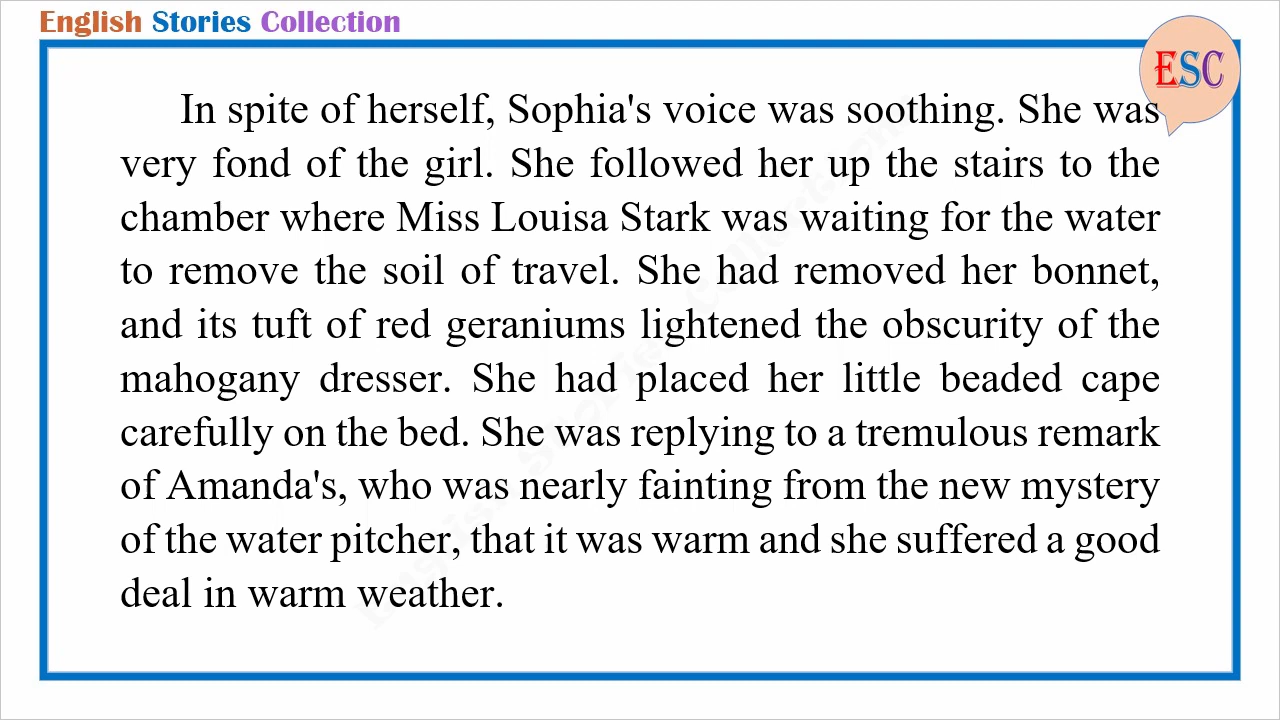 English Stories Collection
ESC
In spite of herself, Sophia's voice was soothing. She was
very fond of the girl. She followed her up the stairs to the
chamber where Miss Louisa Stark was waiting for the water
to remove the soil of travel. She had removed her bonnet,
and its tuft of red geraniums lightened the obscurity of the
mahogany dresser. She had placed her little beaded cape
carefully on the bed. She was replying to a tremulous remark
of Amanda's, who was nearly fainting from the new mystery
of the water pitcher, that it was warm and she suffered a good
deal in warm weather.
English Stories Collection